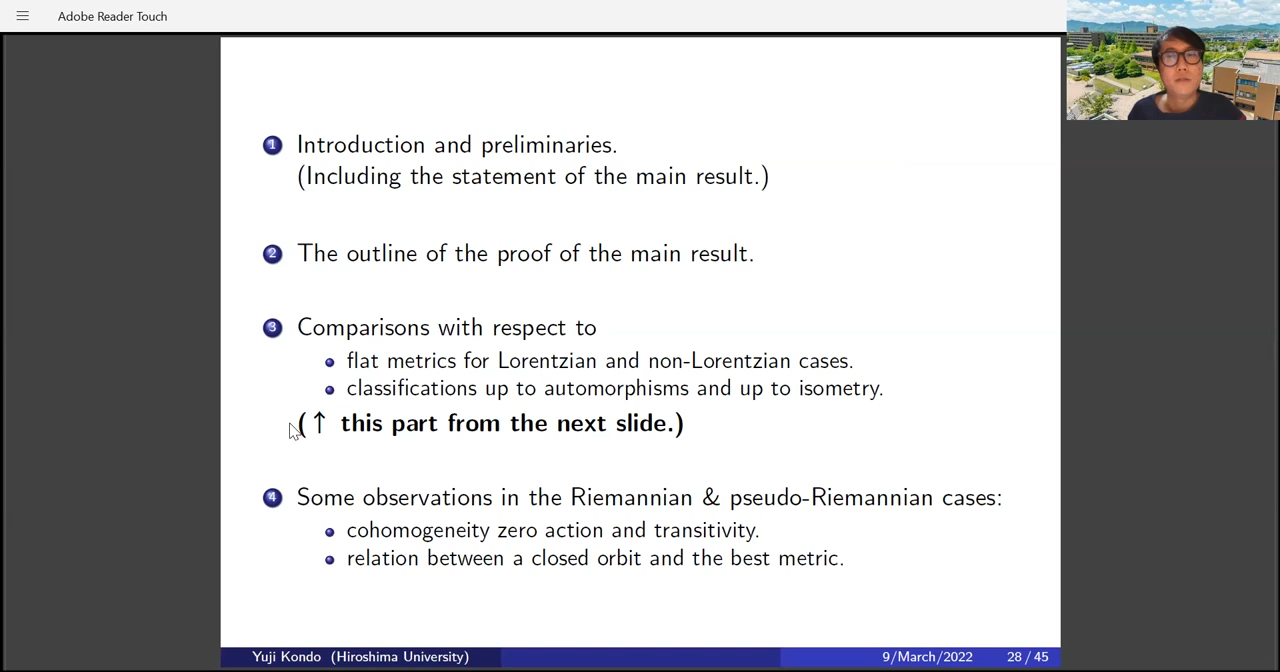 Adobe Reader Touch
1 Introduction and preliminaries.
(Including the statement of the main result.)
2 The outline of the proof of the main result.
3 Comparisons with respect to
flat metrics for Lorentzian and non-Lorentzian cases.
classifications up to automorphisms and up to isometry.
(↑ this part from the next slide.)
4 Some observations in the Riemannian & pseudo-Riemannian cases:
cohomogeneity zero action and transitivity.
relation between a closed orbit and the best metric.
Yuji Kondo (Hiroshima University) 9/March/2022 28 / 45